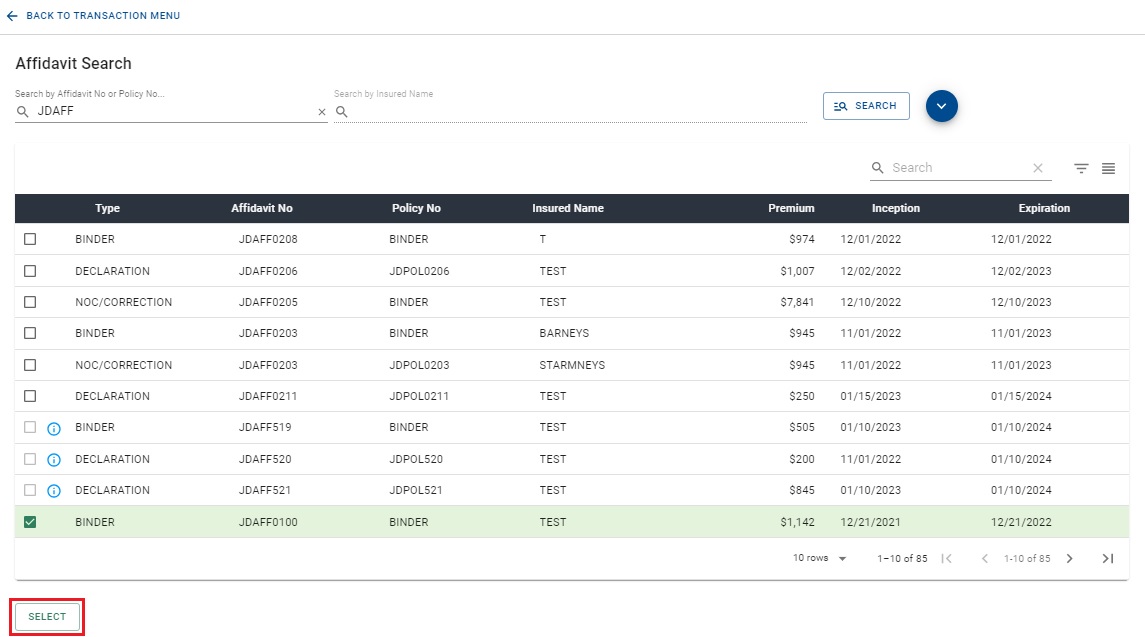 BACK TO TRANSACTION MENU
Affidavit Search
Search by Affidavit No or Policy No... Search by Insured Name
JDAFF
SEARCH
Search
Type Affidavit No Policy No Insured Name Premium Inception Expiration
BINDER JDAFF0208 BINDER T $974 12/01/2022 12/01/2022
DECLARATION JDAFF0206 JDPOL0206 TEST $1,007 12/02/2022 12/02/2023
NOC/CORRECTION JDAFF0205 BINDER TEST $7,841 12/10/2022 12/10/2023
BINDER JDAFF0203 BINDER BARNEYS $945 11/01/2022 11/01/2023
NOC/CORRECTION JDAFF0203 JDPOL0203 STARMNEYS $945 11/01/2022 11/01/2023
DECLARATION JDAFF0211 JDPOL0211 TEST $250 01/15/2023 01/15/2024
BINDER JDAFF519 BINDER TEST $505 01/10/2023 01/10/2024
DECLARATION JDAFF520 JDPOL520 TEST $200 11/01/2022 01/10/2024
DECLARATION JDAFF521 JDPOL521 TEST $845 01/10/2023 01/10/2024
BINDER JDAFF0100 BINDER TEST $1,142 12/21/2021 12/21/2022
10 rows 1–10 of 85 1-10 of 85
SELECT